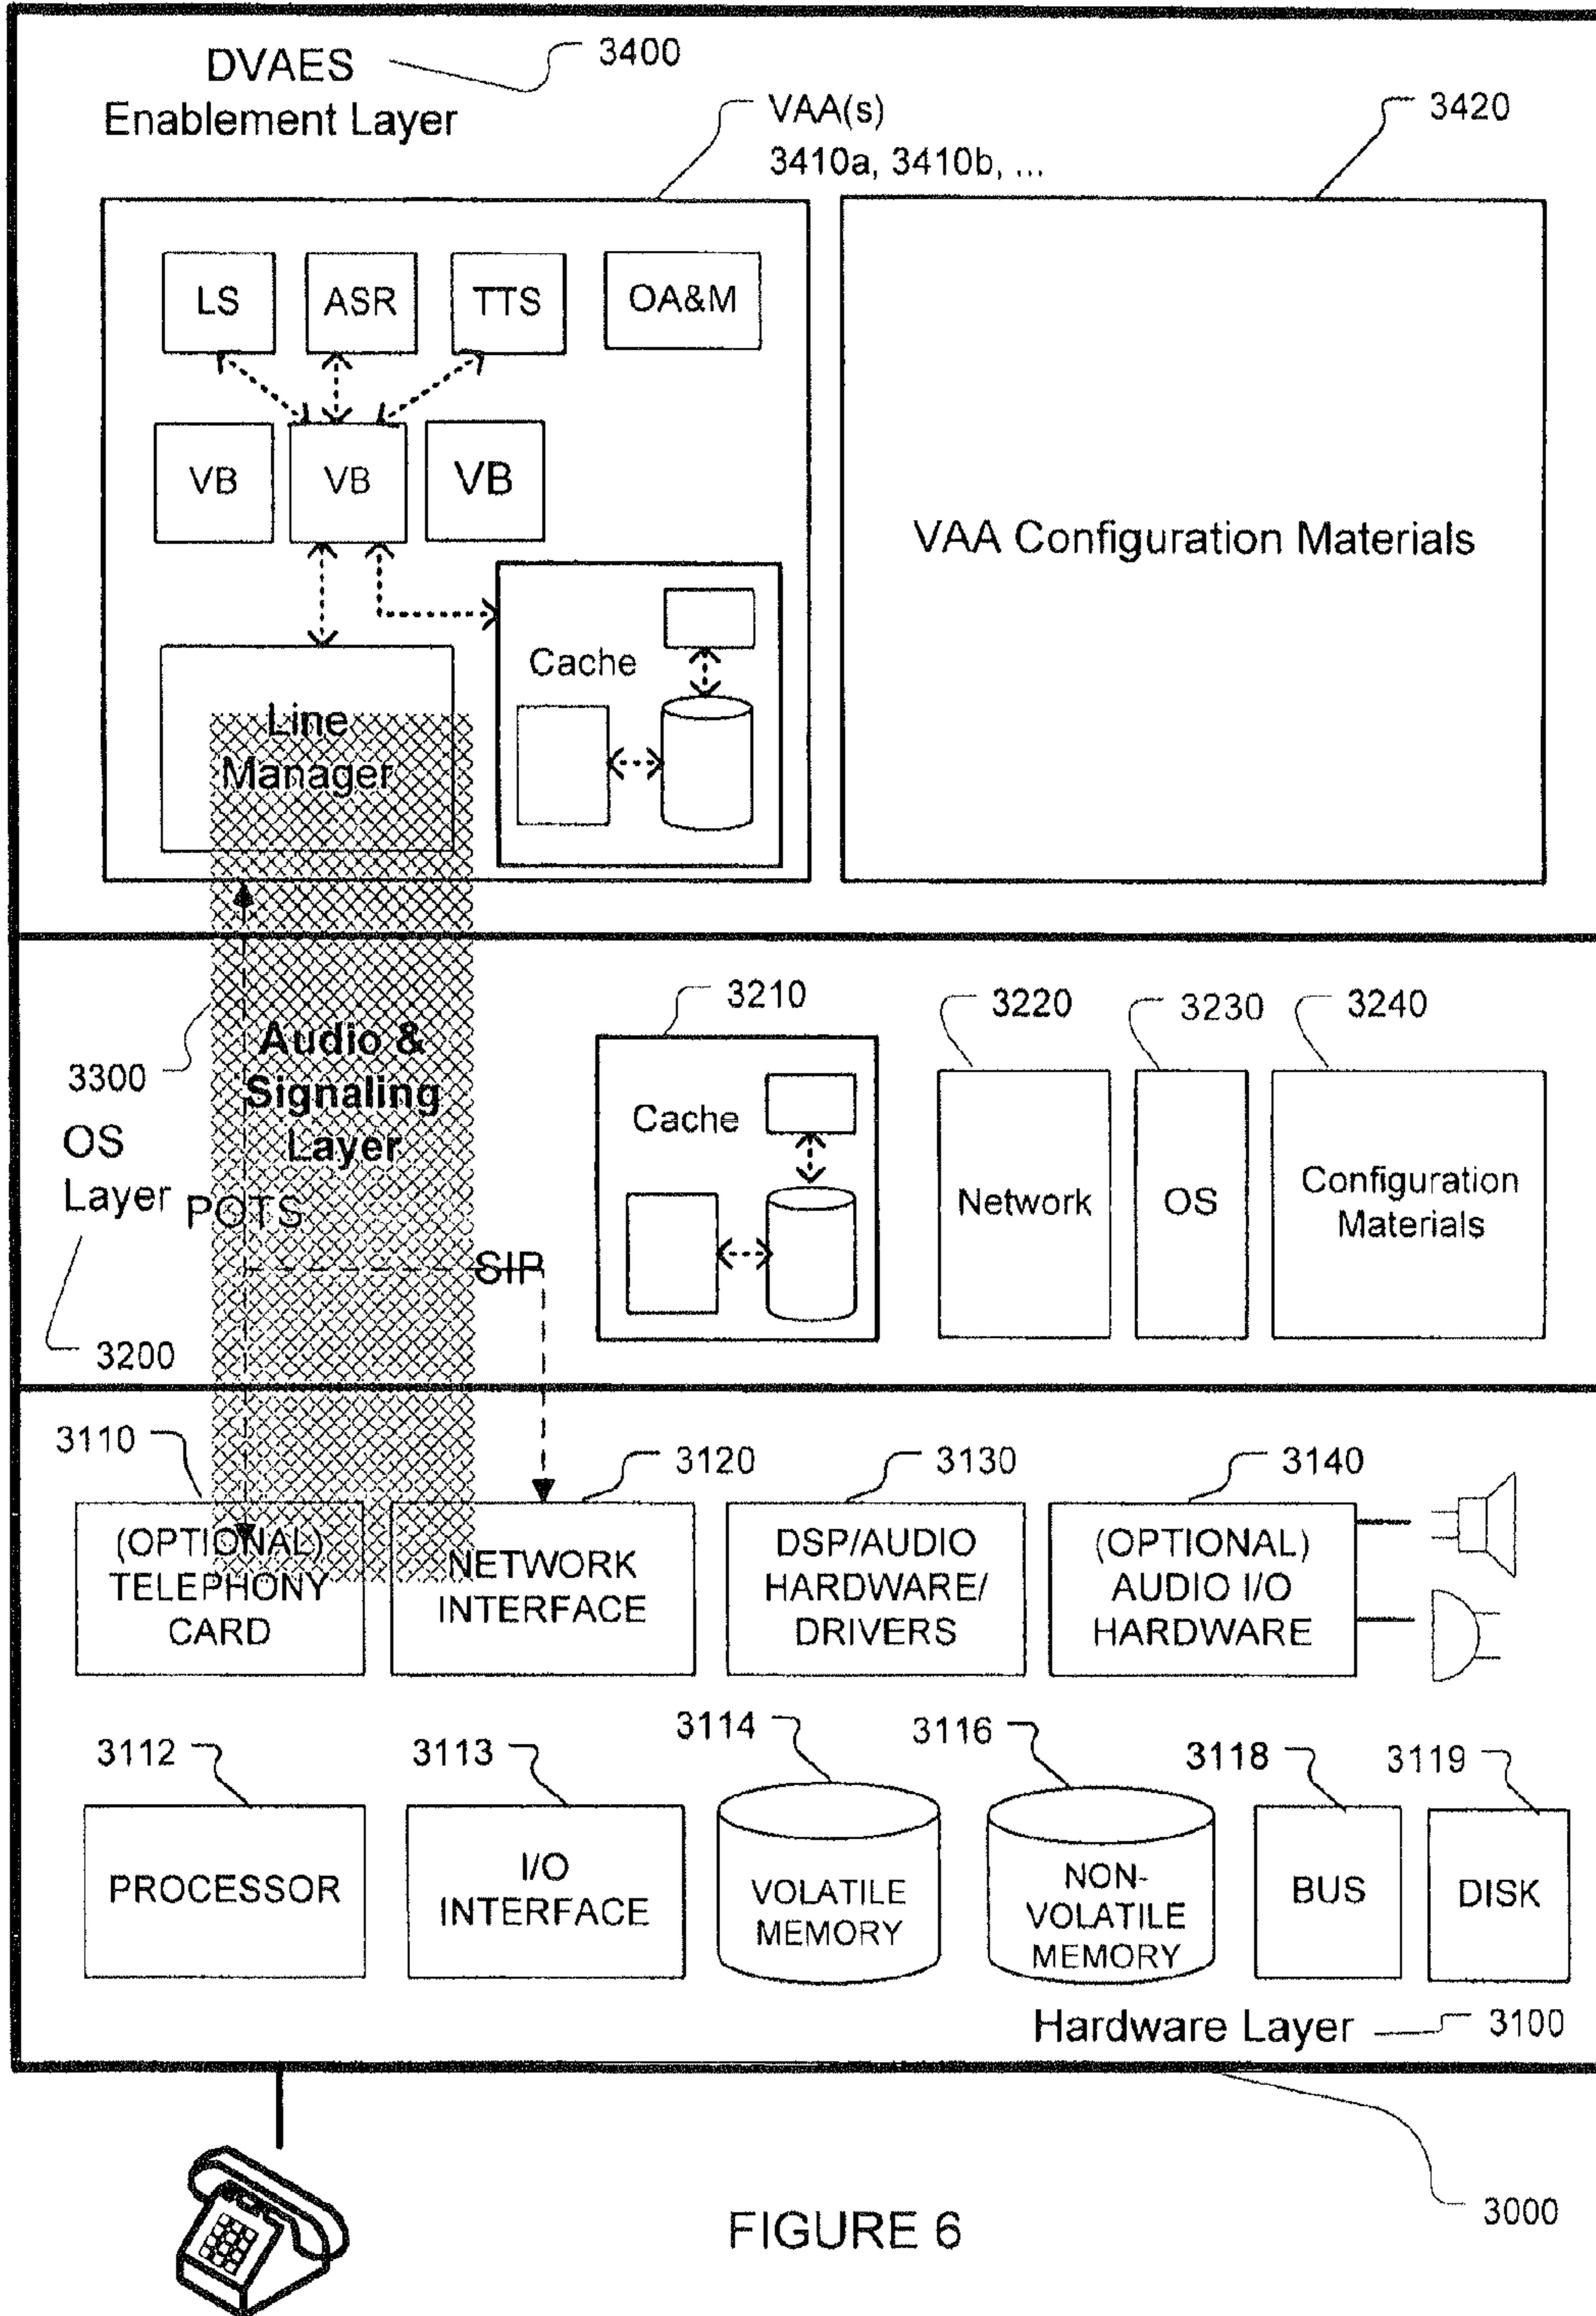 DVAES
Enablement Layer
3400
VAA(s)
3410a, 3410b, ...
3420
LS
ASR
TTS
OA&M
VB
VB
VB
Cache
Line
Manager
VAA Configuration Materials
3300
Audio &
Signaling
Layer
OS
Layer
POTS
SIP
3200
3210
Cache
3220
Network
3230
OS
3240
Configuration
Materials
3110
(OPTIONAL)
TELEPHONY
CARD
3120
NETWORK
INTERFACE
3130
DSP/AUDIO
HARDWARE/
DRIVERS
3140
(OPTIONAL)
AUDIO I/O
HARDWARE
3112
PROCESSOR
3113
I/O
INTERFACE
3114
VOLATILE
MEMORY
3116
NON-
VOLATILE
MEMORY
3118
BUS
3119
DISK
Hardware Layer
3100
3000
FIGURE 6